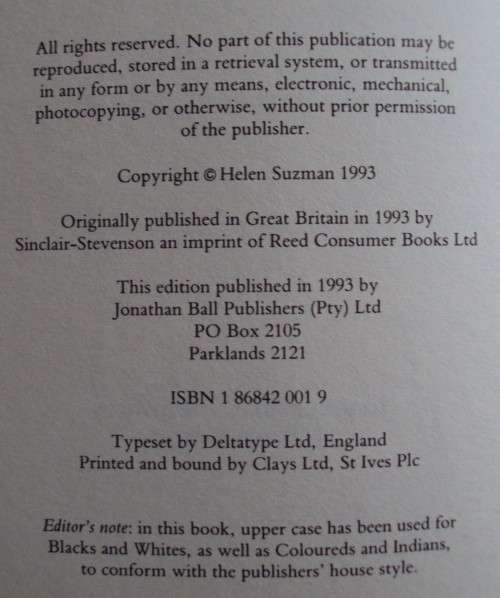 All rights reserved. No part of this publication may be
reproduced, stored in a retrieval system, or transmitted
in any form or by any means, electronic, mechanical,
photocopying, or otherwise, without prior permission
of the publisher.
Copyright © Helen Suzman 1993
Originally published in Great Britain in 1993 by
Sinclair-Stevenson an imprint of Reed Consumer Books Ltd
This edition published in 1993 by
Jonathan Ball Publishers (Pty) Ltd
PO Box 2105
Parklands 2121
ISBN 1 86842 001 9
Typeset by Deltatype Ltd, England
Printed and bound by Clays Ltd, St Ives Plc
Editor's note: in this book, upper case has been used for
Blacks and Whites, as well as Coloureds and Indians,
to conform with the publishers' house style.